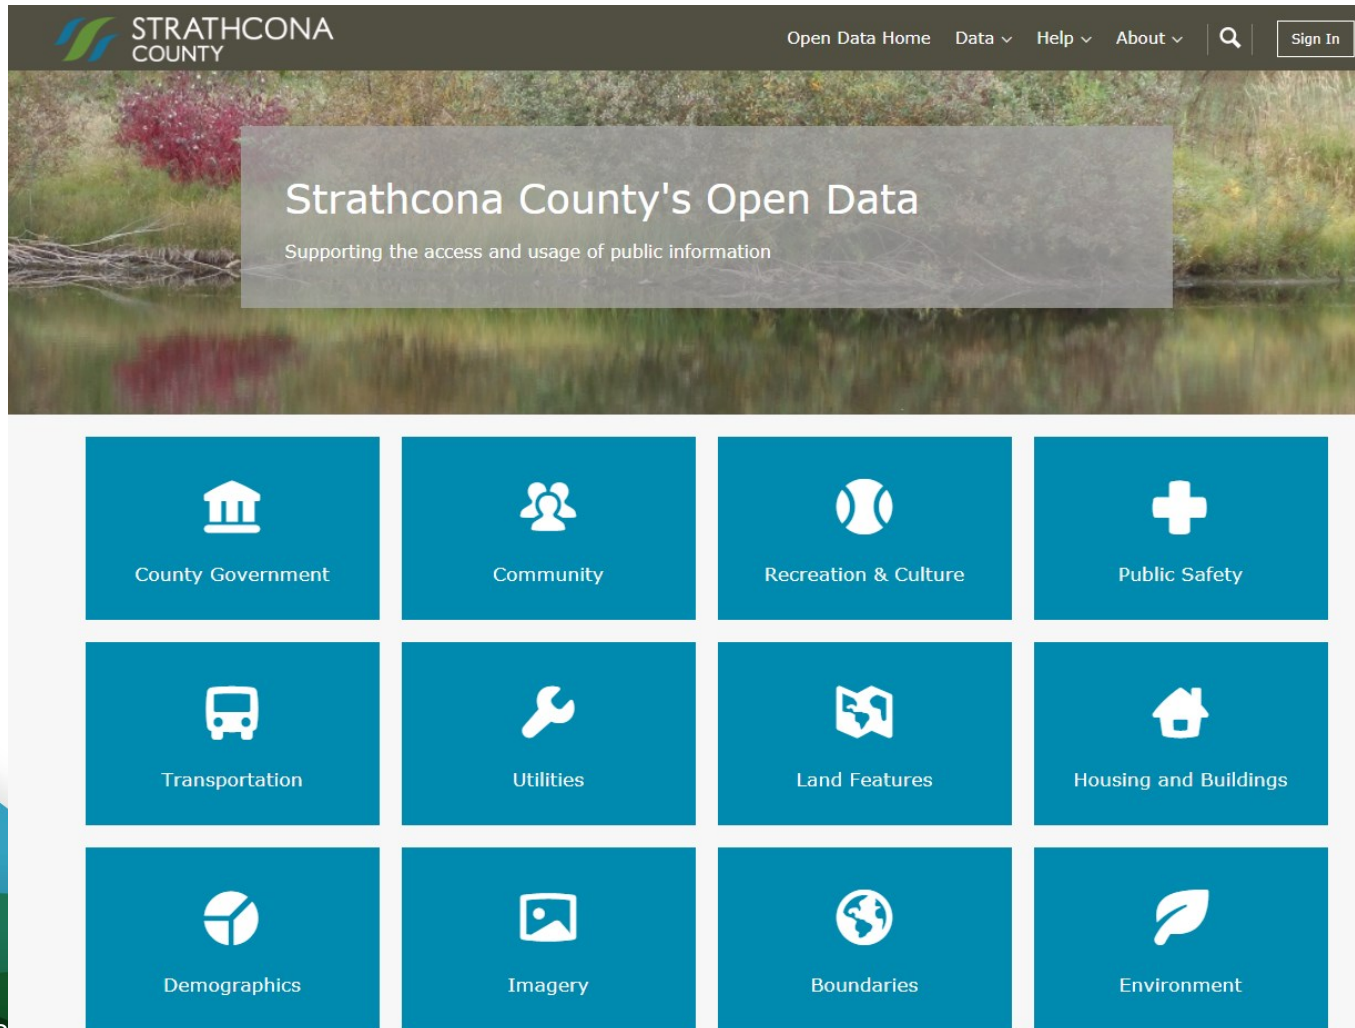 STRATHCONA
COUNTY
Open Data Home Data Help About Sign In
Strathcona County's Open Data
Supporting the access and usage of public information
County Government Community Recreation & Culture Public Safety
Transportation Utilities Land Features Housing and Buildings
Demographics Imagery Boundaries Environment